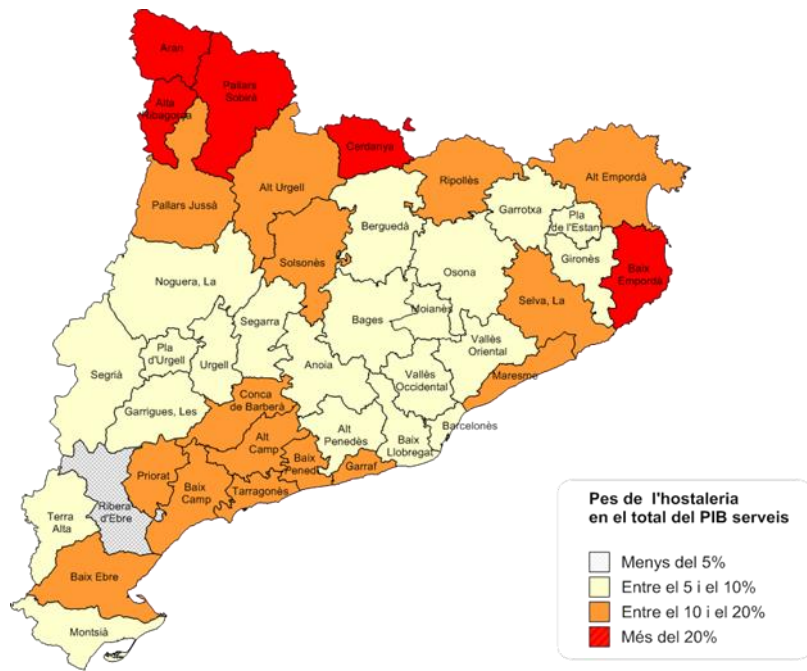 Aran
Pallars
Sobirà
Alta
Ribagorça
Cerdanya
Alt Urgell
Ripollès
Alt Empordà
Pallars Jussà
Garrotxa
Pla
de l'Estan
Berguedà
Gironès
Solsonès
Osona
Baix
Emporda
Noguera, La
Selva, La
Moianès
Segarra
Bages
Vallès
Oriental
Pla
d'Urgell
Urgell
Anoia
Segrià
Vallès
Occidental
Maresme
Garrigues, Les
Conca
de Barberà
Alt
Penedès
Baix
Llobregat
Barcelonès
Alt
Camp
Baix
Penedè
Garraf
Priorat
Baix
Camp
Tarragonès
Ribera
d'Ebre
Terra
Alta
Baix Ebre
Montsià
Pes de l'hostaleria
en el total del PIB serveis
Menys del 5%
Entre el 5 i el 10%
Entre el 10 i el 20%
Més del 20%